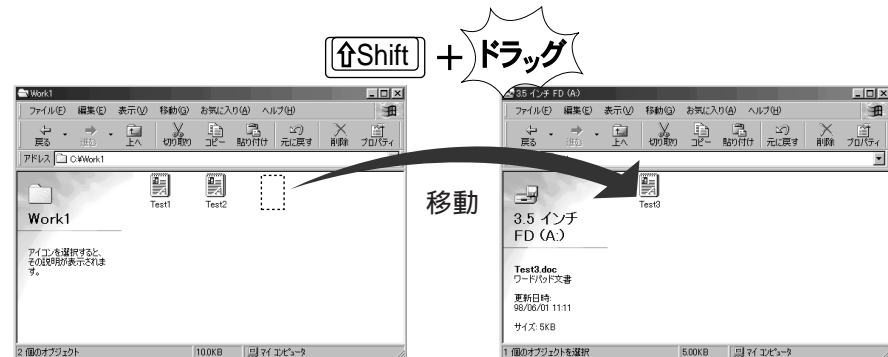 ⇧Shift + ドラッグ
Work1
ファイル(F) 編集(E) 表示(V) 移動(G) お気に入り(A) ヘルプ(H)
戻る 進む 上へ 切り取り コピー 貼り付け 元に戻す 削除 プロパティ
アドレス C:¥Work1
Work1
アイコンを選択すると、
その説明が表示されま
す。
Test1
Test2
2 個のオブジェクト 10.0KB マイ コンピュータ
移動
3.5 インチ FD (A:)
ファイル(F) 編集(E) 表示(V) 移動(G) お気に入り(A) ヘルプ(H)
戻る 進む 上へ 切り取り コピー 貼り付け 元に戻す 削除 プロパティ
3.5 インチ
FD (A:)
Test3.doc
ワードパッド文書
更新日時:
98/06/01 11:11
サイズ: 5KB
Test3
1 個のオブジェクトを選択 5.00KB マイ コンピュータ